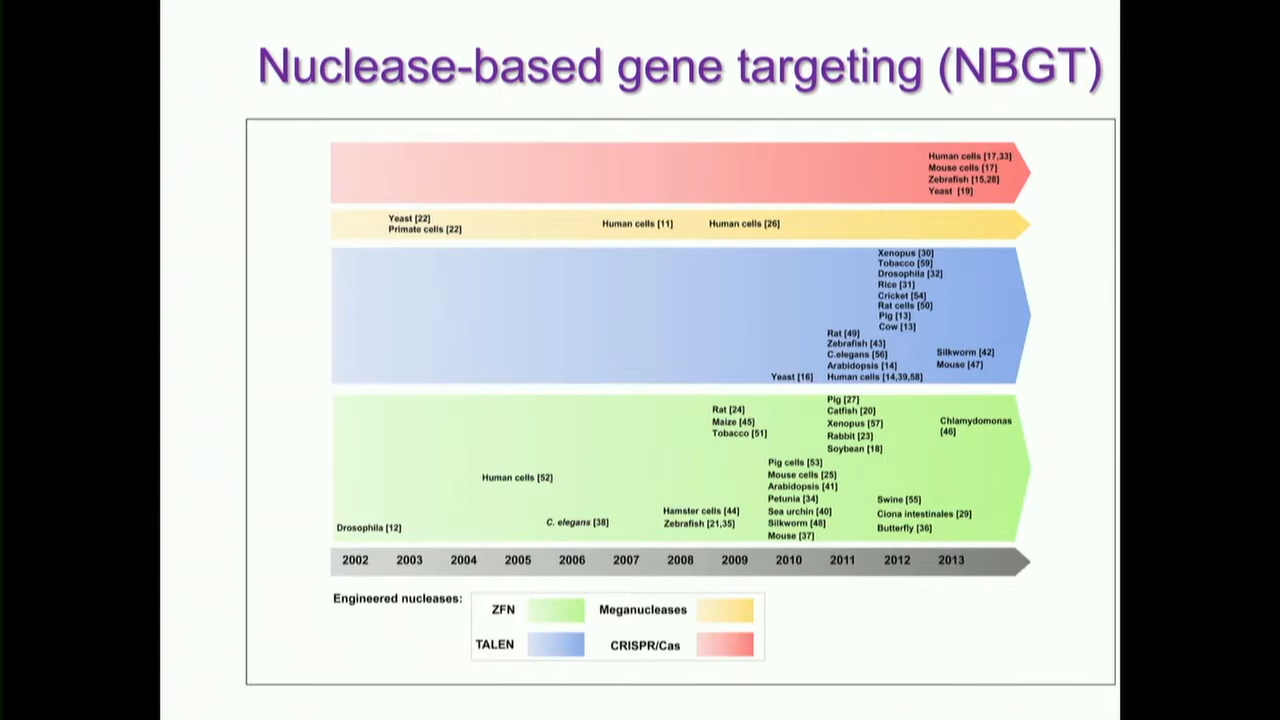 Nuclease-based gene targeting (NBGT)
Human cells [17,33]
Mouse cells [17]
Zebrafish [15,28]
Yeast [19]
Yeast [22]
Primate cells [22]
Human cells [11]
Human cells [26]
Xenopus [30]
Tobacco [59]
Drosophila [32]
Rice [31]
Cricket [54]
Rat cells [50]
Pig [13]
Cow [13]
Rat [49]
Zebrafish [43]
C.elegans [56]
Arabidopsis [14]
Human cells [14,39,58]
Yeast [16]
Silkworm [42]
Mouse [47]
Pig [27]
Catfish [20]
Xenopus [57]
Rabbit [23]
Soybean [18]
Rat [24]
Maize [45]
Tobacco [51]
Chlamydomonas
[46]
Pig cells [53]
Mouse cells [25]
Arabidopsis [41]
Petunia [34]
Sea urchin [40]
Silkworm [48]
Mouse [37]
Human cells [52]
Swine [55]
Ciona intestinales [29]
Butterfly [36]
Hamster cells [44]
Zebrafish [21,35]
C. elegans [38]
Drosophila [12]
2002 2003 2004 2005 2006 2007 2008 2009 2010 2011 2012 2013
Engineered nucleases:
ZFN
Meganucleases
TALEN
CRISPR/Cas